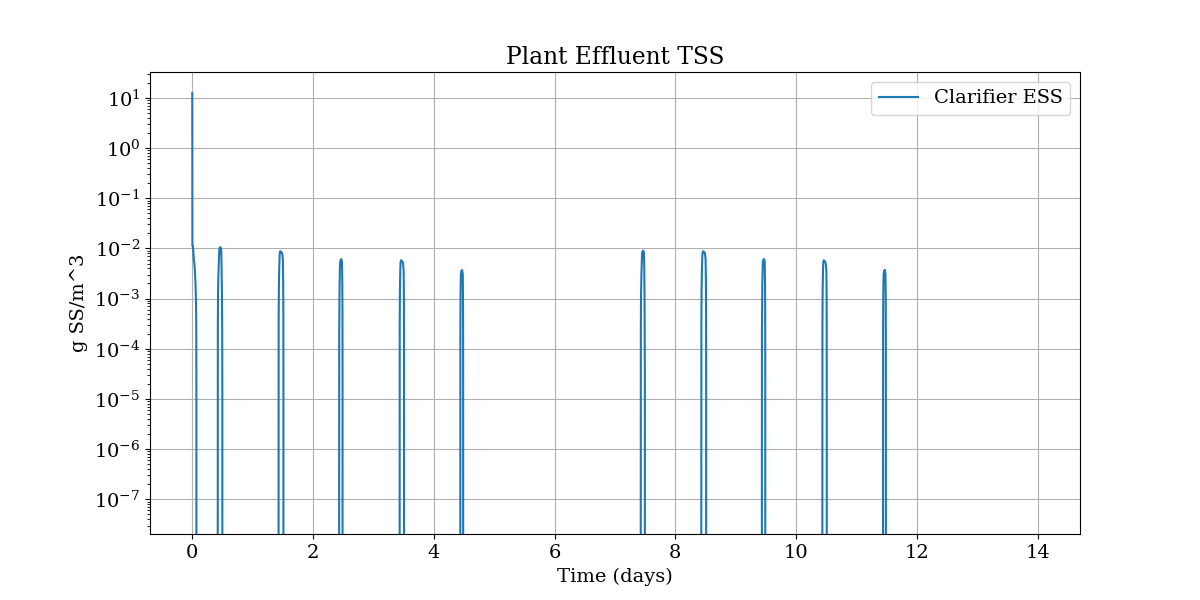 Plant Effluent TSS
Clarifier ESS
g SS/m^3
10^1
10^0
10^−1
10^−2
10^−3
10^−4
10^−5
10^−6
10^−7
0 2 4 6 8 10 12 14
Time (days)